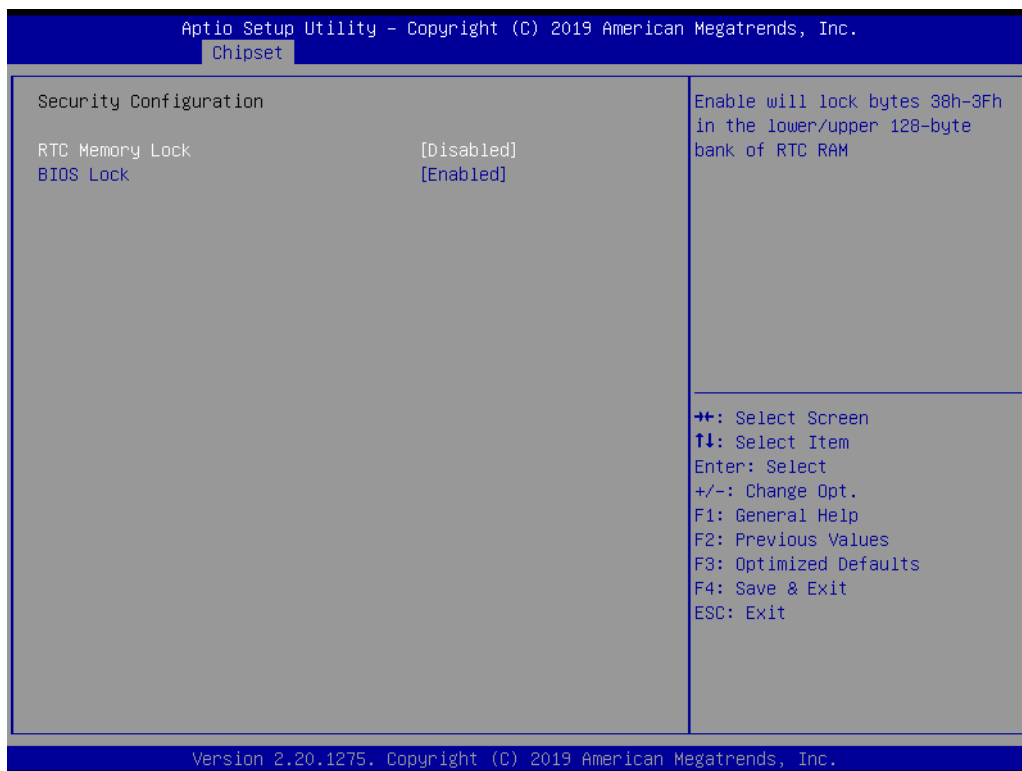 Aptio Setup Utility – Copyright (C) 2019 American Megatrends, Inc.
Chipset
Security Configuration
RTC Memory Lock [Disabled]
BIOS Lock [Enabled]
Enable will lock bytes 38h-3Fh
in the lower/upper 128-byte
bank of RTC RAM
→←: Select Screen
↑↓: Select Item
Enter: Select
+/-: Change Opt.
F1: General Help
F2: Previous Values
F3: Optimized Defaults
F4: Save & Exit
ESC: Exit
Version 2.20.1275. Copyright (C) 2019 American Megatrends, Inc.